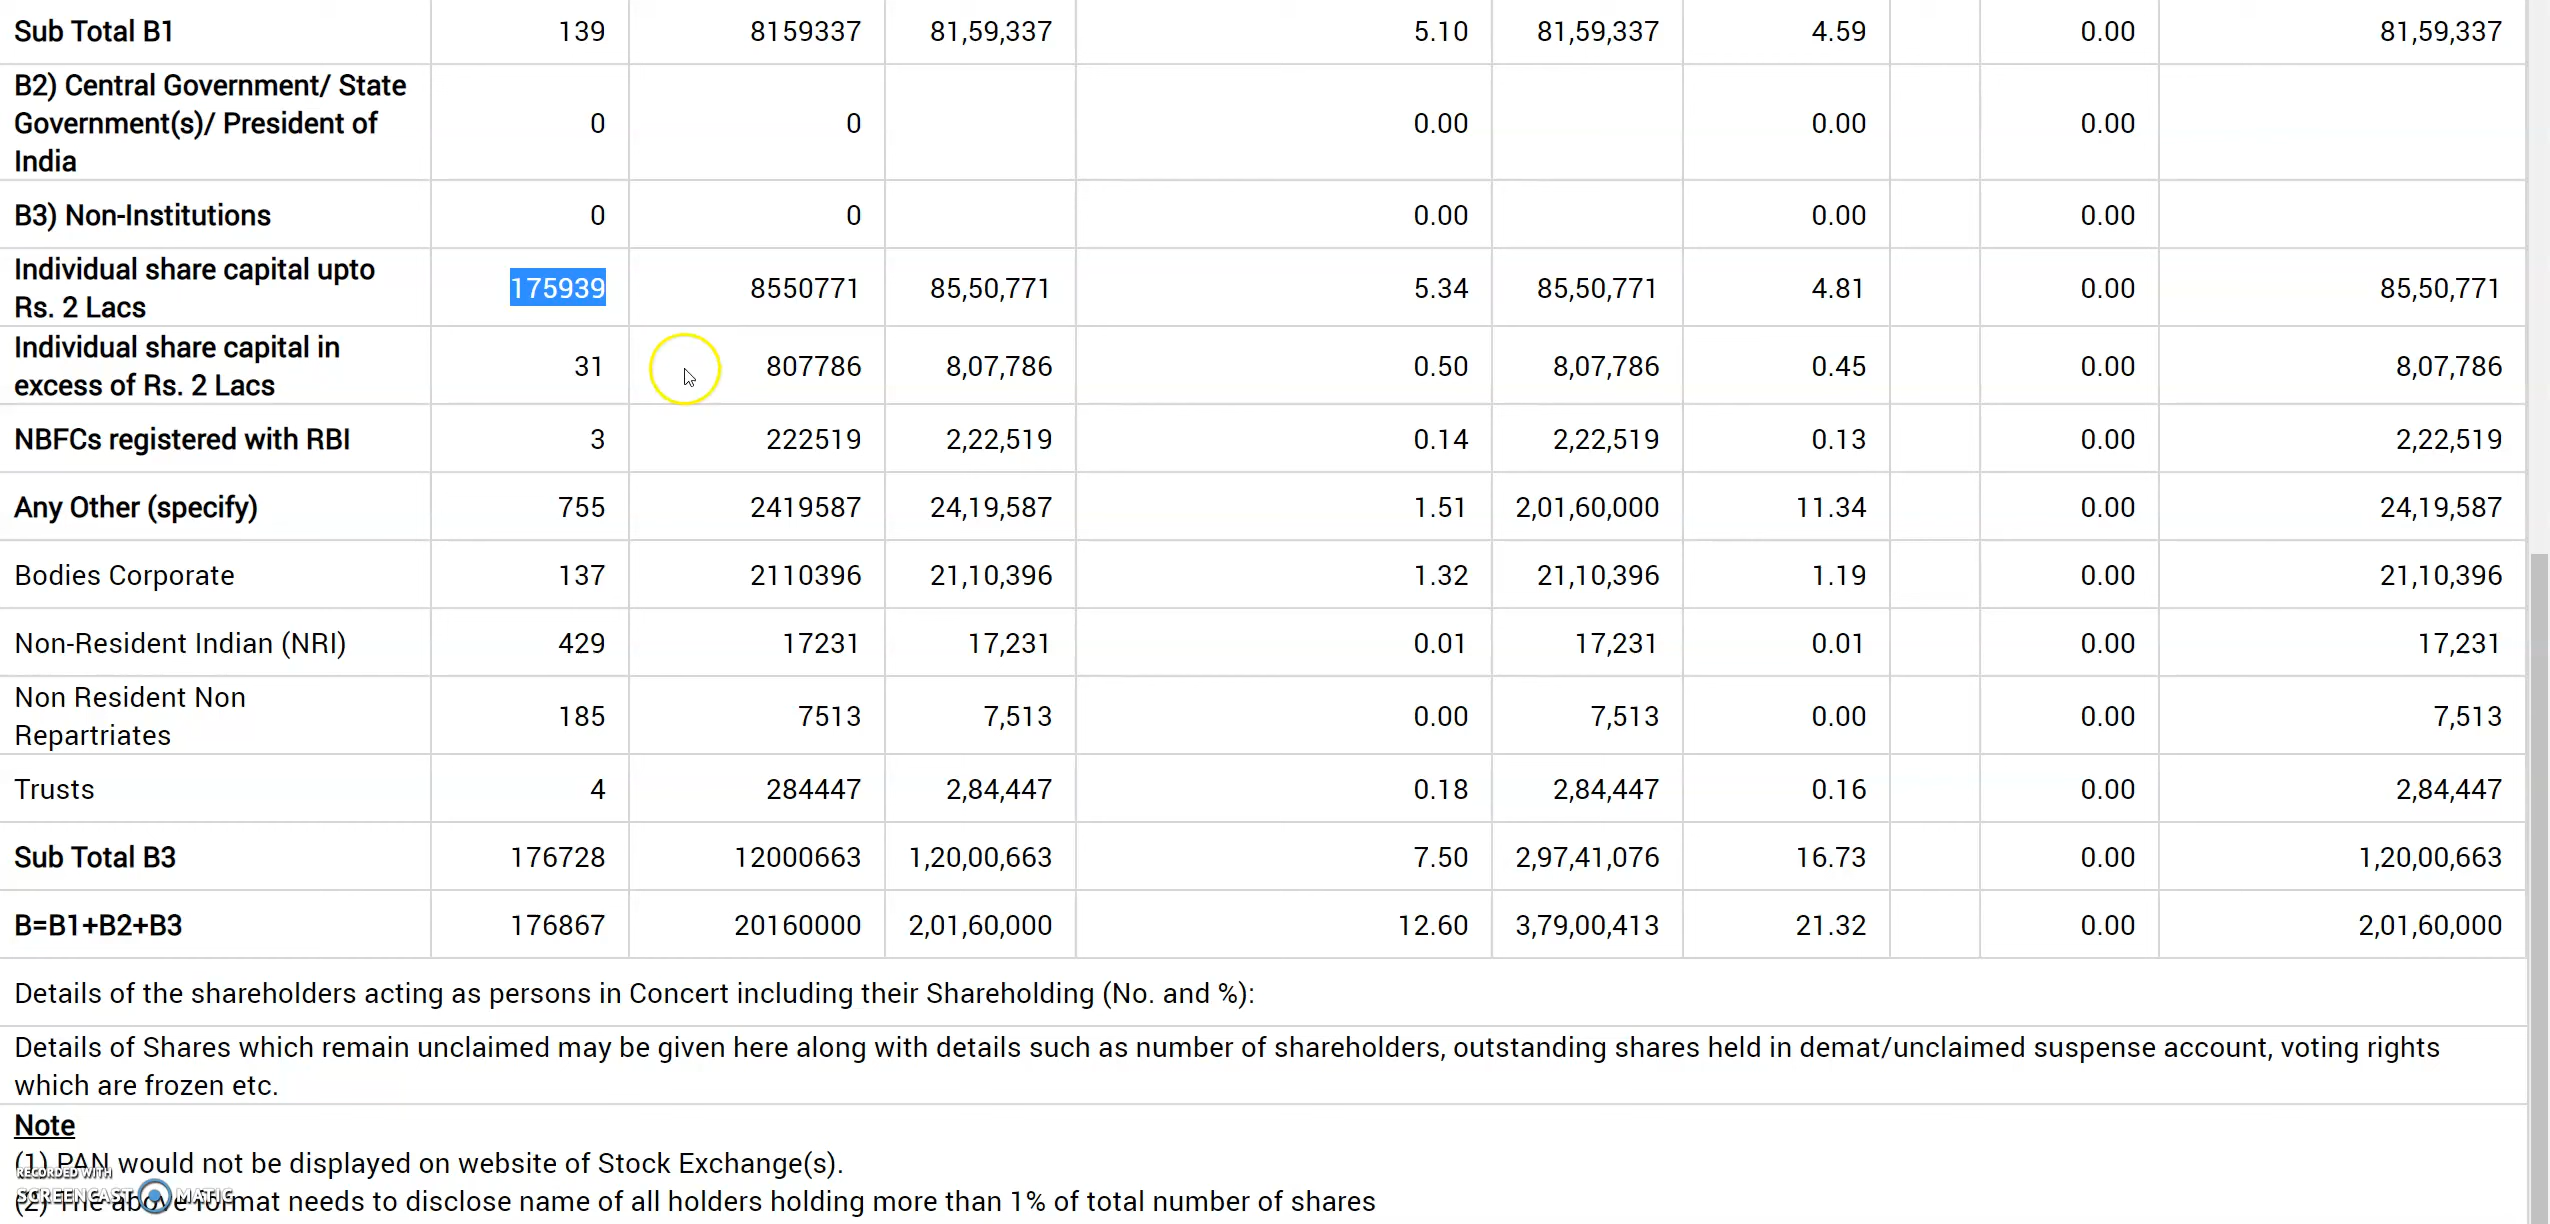 Sub Total B1 139 8159337 81,59,337 5.10 81,59,337 4.59 0.00 81,59,337
B2) Central Government/ State
Government(s)/ President of 0 0 0.00 0.00 0.00
India
B3) Non-Institutions 0 0 0.00 0.00 0.00
Individual share capital upto
175939 8550771 85,50,771 5.34 85,50,771 4.81 0.00 85,50,771
Rs. 2 Lacs
Individual share capital in
31 807786 8,07,786 0.50 8,07,786 0.45 0.00 8,07,786
excess of Rs. 2 Lacs
NBFCs registered with RBI 3 222519 2,22,519 0.14 2,22,519 0.13 0.00 2,22,519
Any Other (specify) 755 2419587 24,19,587 1.51 2,01,60,000 11.34 0.00 24,19,587
Bodies Corporate 137 2110396 21,10,396 1.32 21,10,396 1.19 0.00 21,10,396
Non-Resident Indian (NRI) 429 17231 17,231 0.01 17,231 0.01 0.00 17,231
Non Resident Non
185 7513 7,513 0.00 7,513 0.00 0.00 7,513
Repartriates
Trusts 4 284447 2,84,447 0.18 2,84,447 0.16 0.00 2,84,447
Sub Total B3 176728 12000663 1,20,00,663 7.50 2,97,41,076 16.73 0.00 1,20,00,663
B=B1+B2+B3 176867 20160000 2,01,60,000 12.60 3,79,00,413 21.32 0.00 2,01,60,000
Details of the shareholders acting as persons in Concert including their Shareholding (No. and %):
Details of Shares which remain unclaimed may be given here along with details such as number of shareholders, outstanding shares held in demat/unclaimed suspense account, voting rights
which are frozen etc.
Note
(1) PAN would not be displayed on website of Stock Exchange(s).
RECORDED WITH
(2) The above format needs to disclose name of all holders holding more than 1% of total number of shares
SCREENCAST MATIC